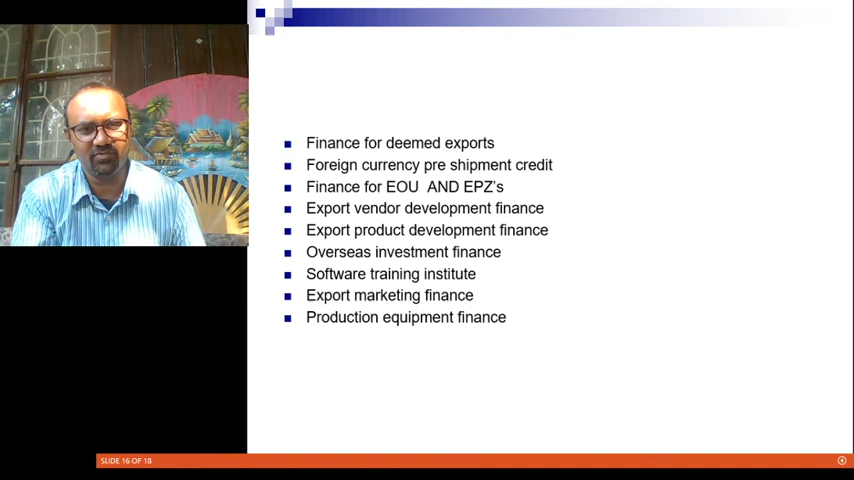 Finance for deemed exports
Foreign currency pre shipment credit
Finance for EOU AND EPZ's
Export vendor development finance
Export product development finance
Overseas investment finance
Software training institute
Export marketing finance
Production equipment finance
SLIDE 16 OF 18